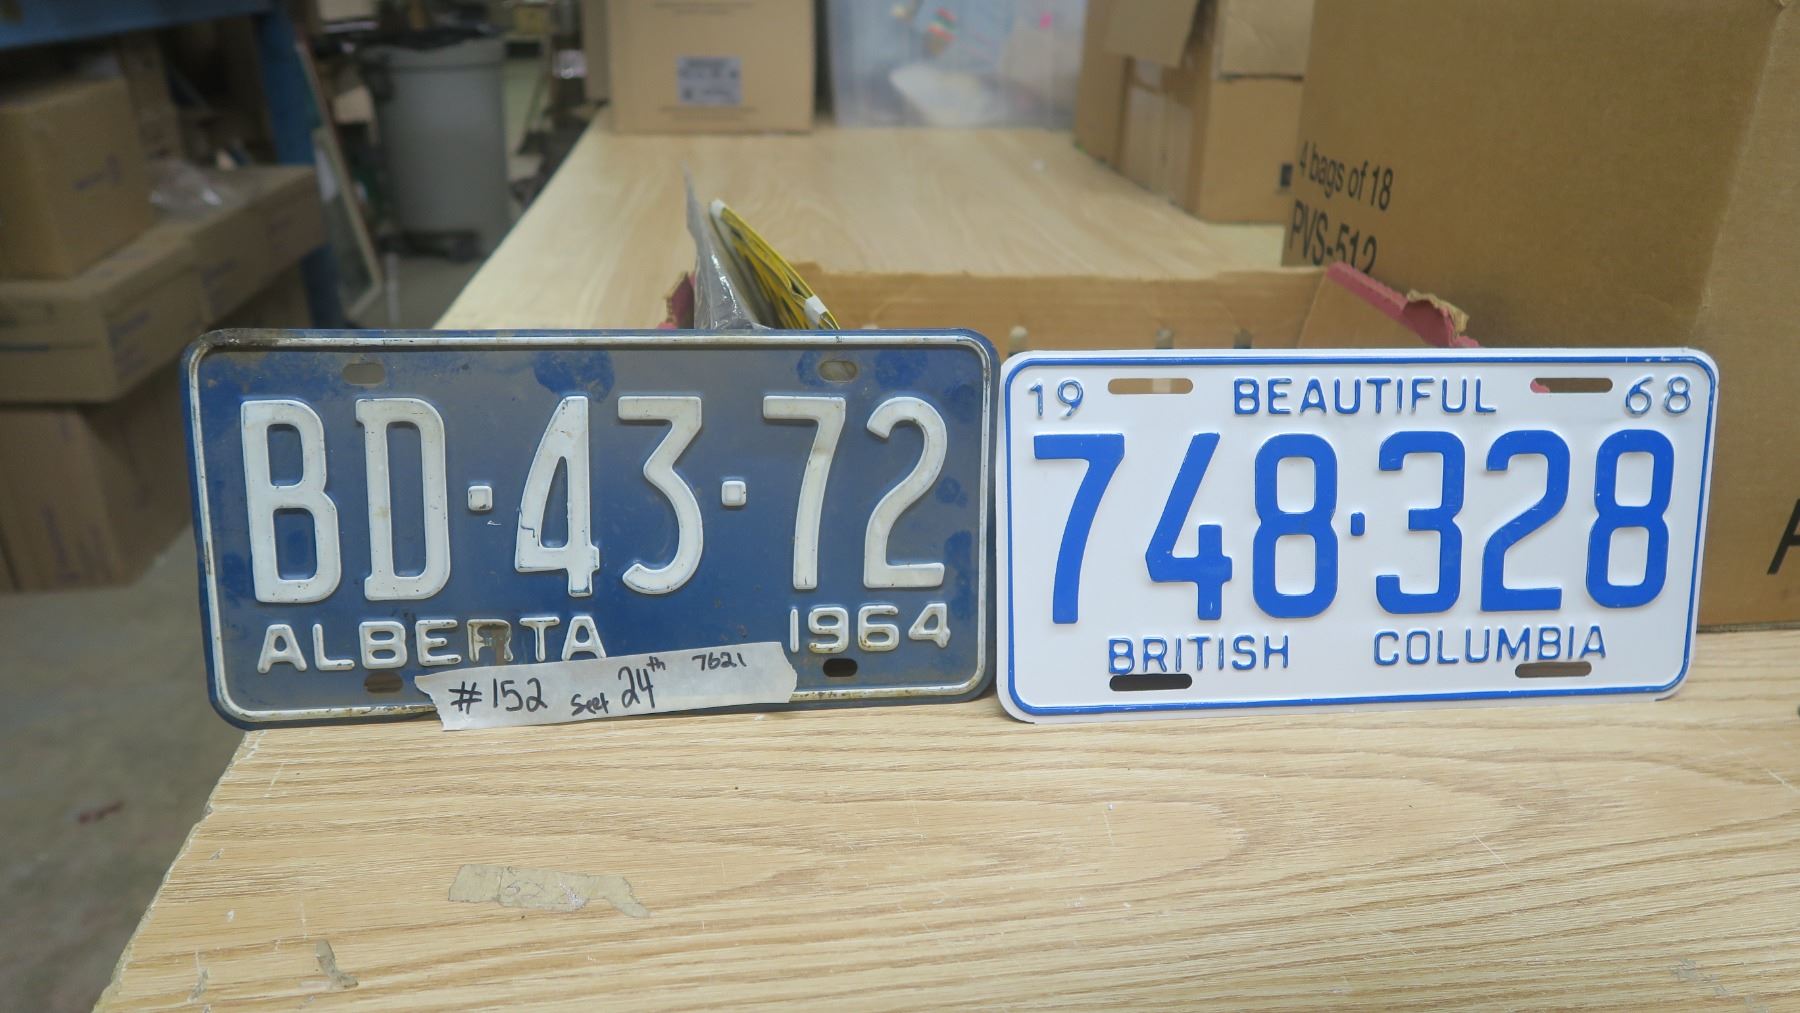 BD·43·72
ALBERTA 1964
#152 Sept 24th 7621
19 BEAUTIFUL 68
748·328
BRITISH COLUMBIA
4 bags of 18
PVS-512